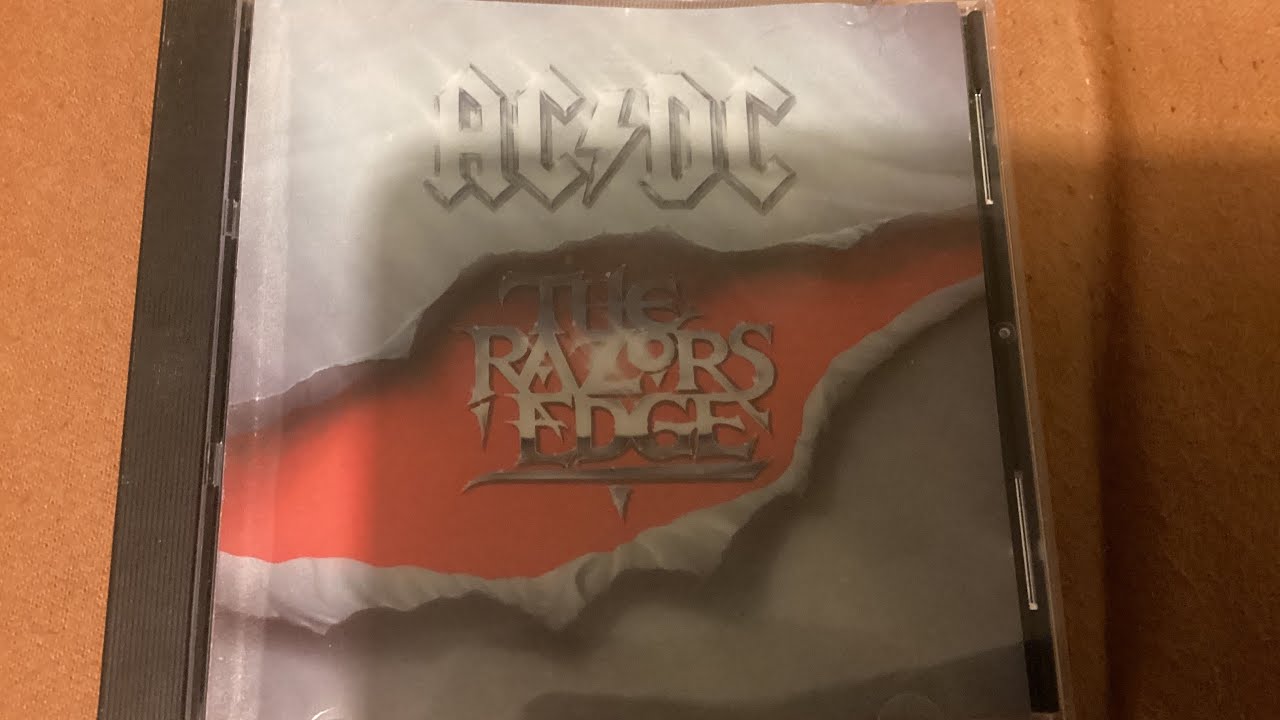 AC/DC
THE
RAZORS
EDGE